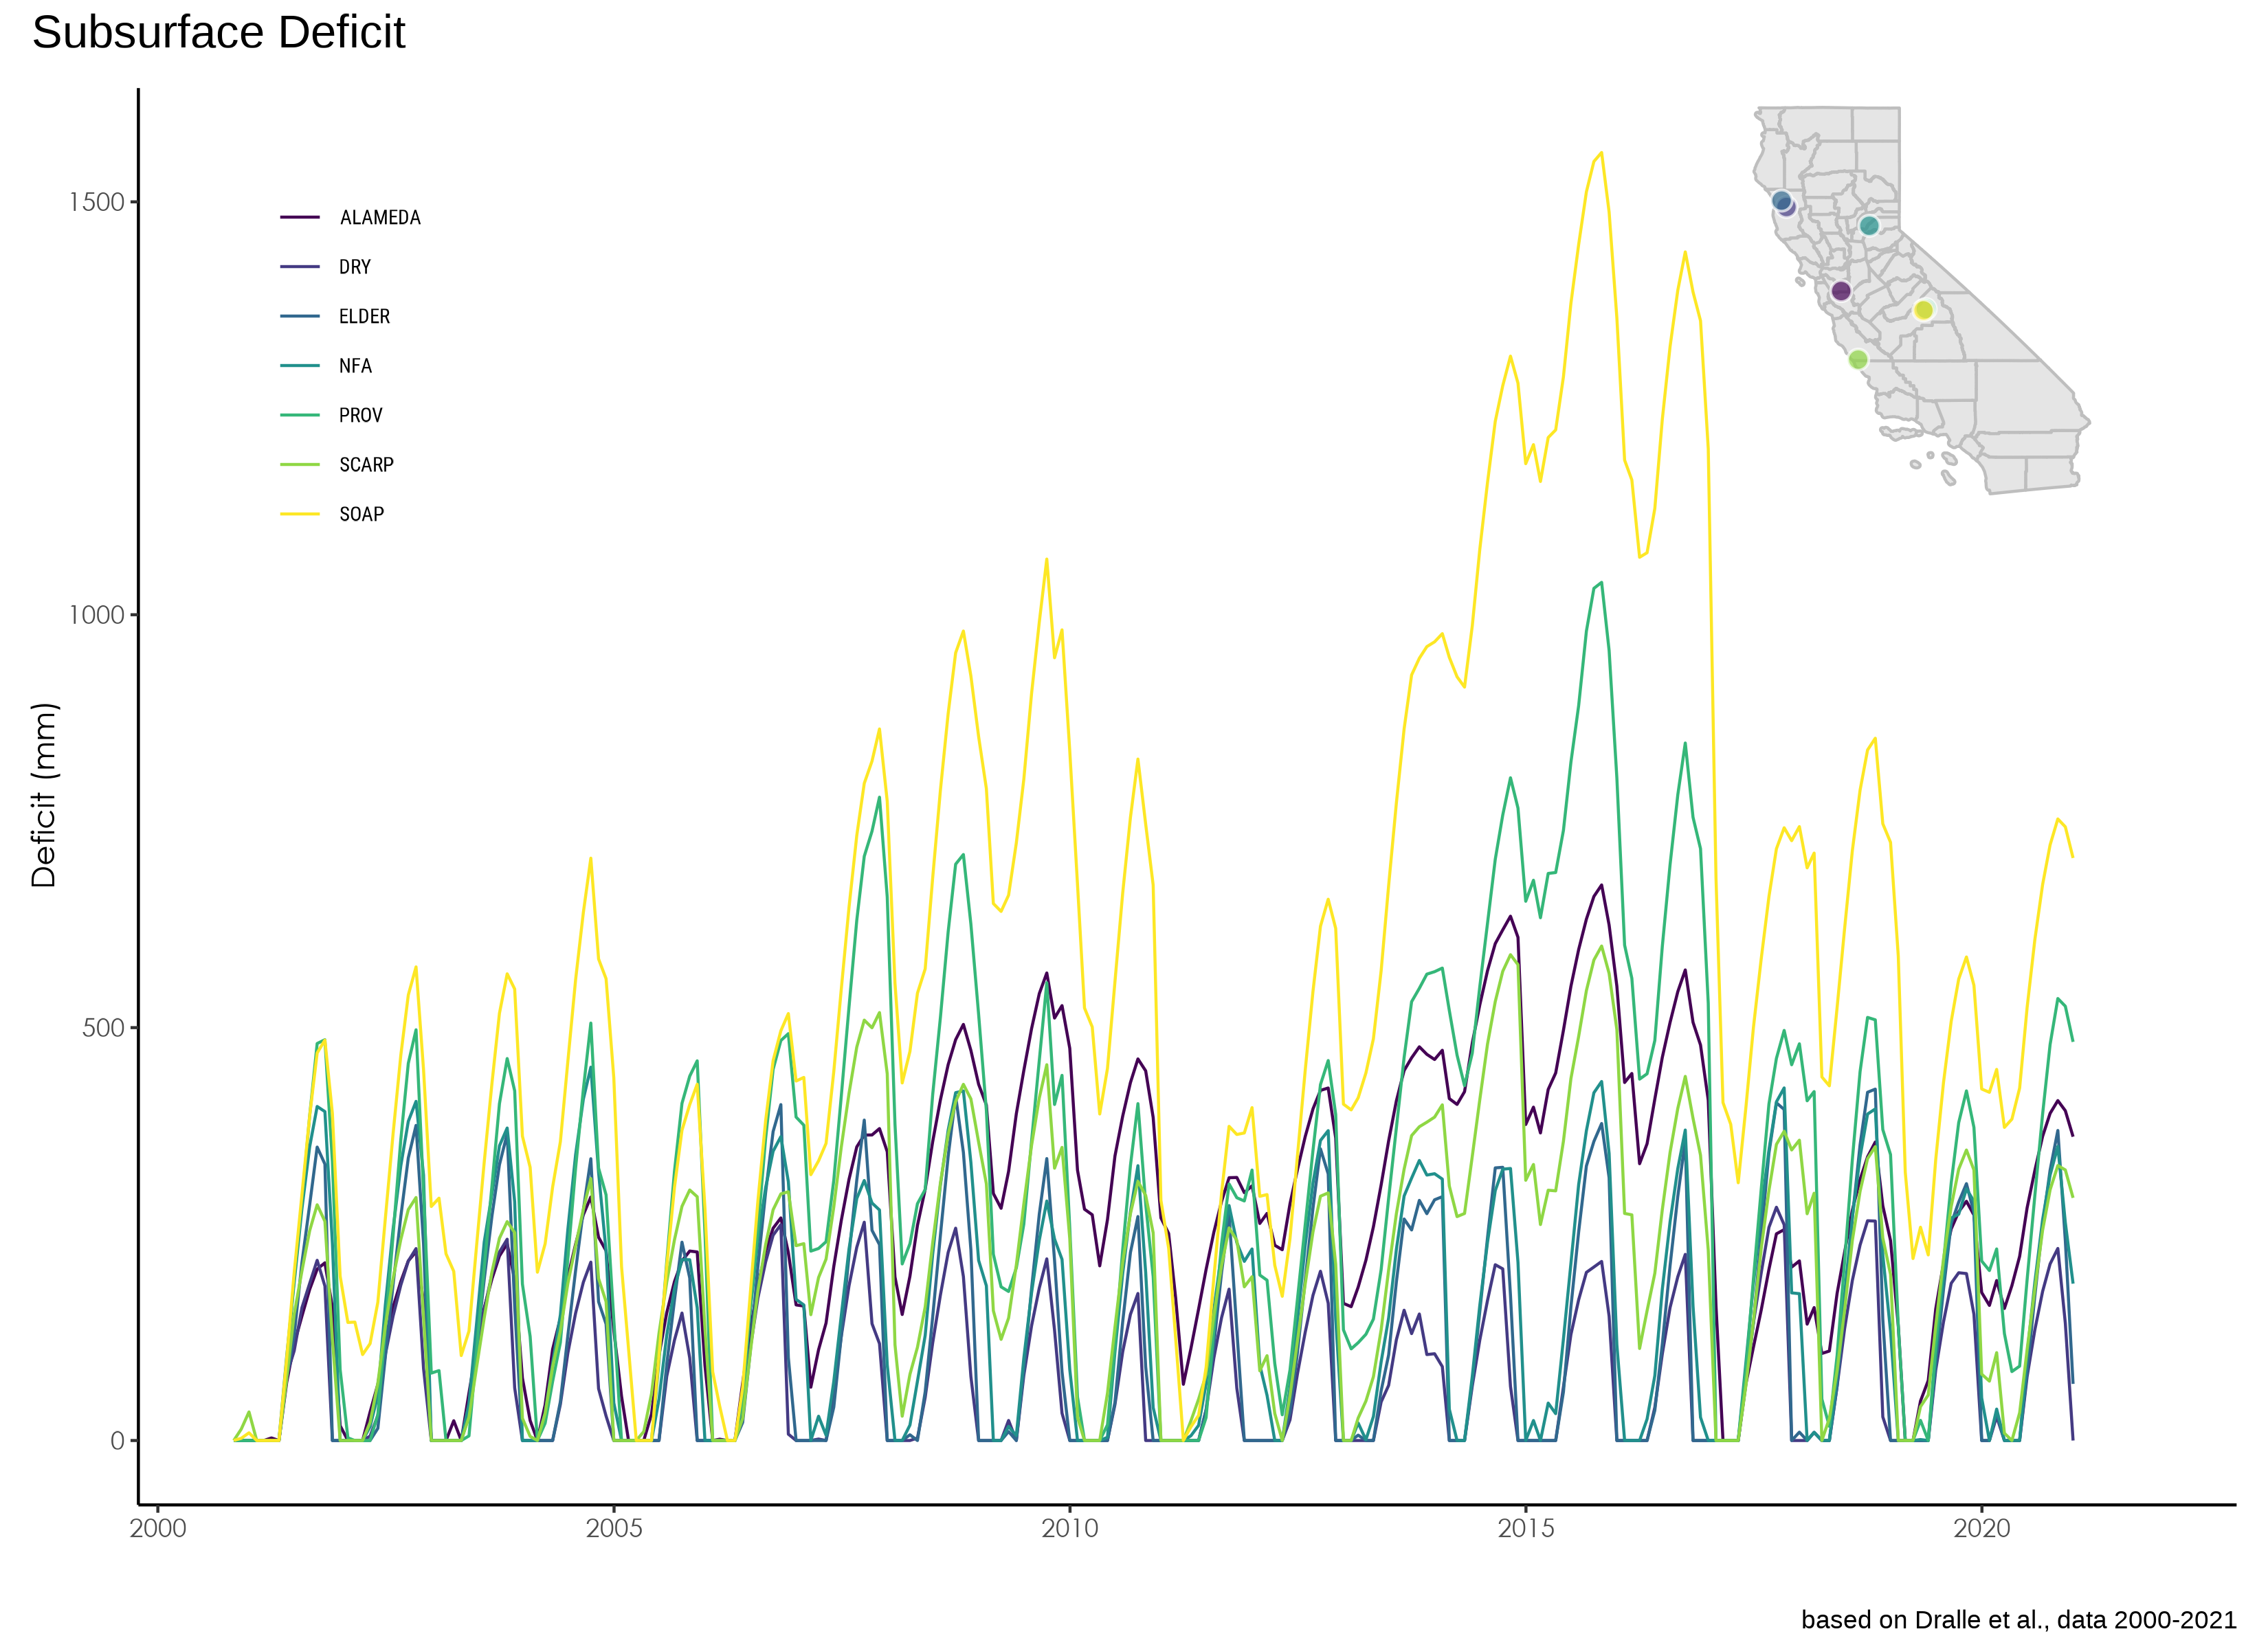 Subsurface Deficit
1500
1000
500
0
Deficit (mm)
ALAMEDA
DRY
ELDER
NFA
PROV
SCARP
SOAP
2000
2005
2010
2015
2020
based on Dralle et al., data 2000-2021